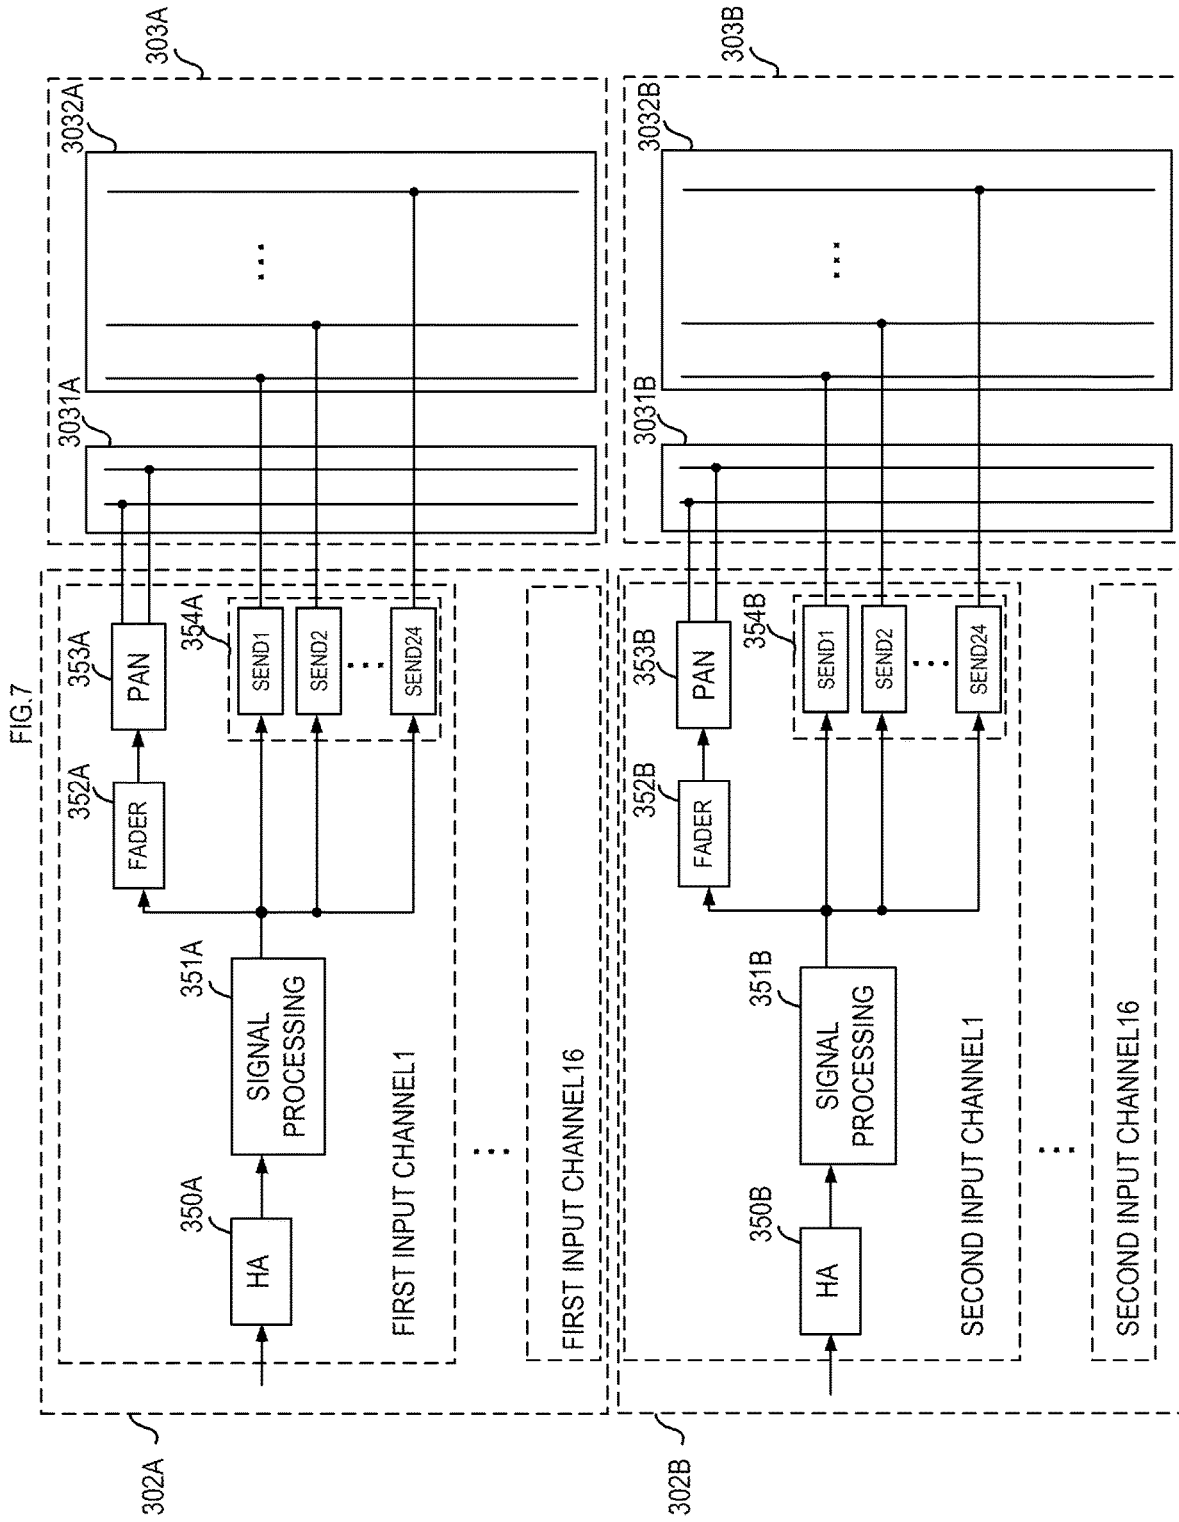 FIG.7
302A
350A
HA
351A
SIGNAL
PROCESSING
352A
FADER
353A
PAN
354A
SEND1
SEND2
SEND24
FIRST INPUT CHANNEL1
FIRST INPUT CHANNEL16
303A
3031A
3032A
302B
350B
HA
351B
SIGNAL
PROCESSING
352B
FADER
353B
PAN
354B
SEND1
SEND2
SEND24
SECOND INPUT CHANNEL1
SECOND INPUT CHANNEL16
303B
3031B
3032B